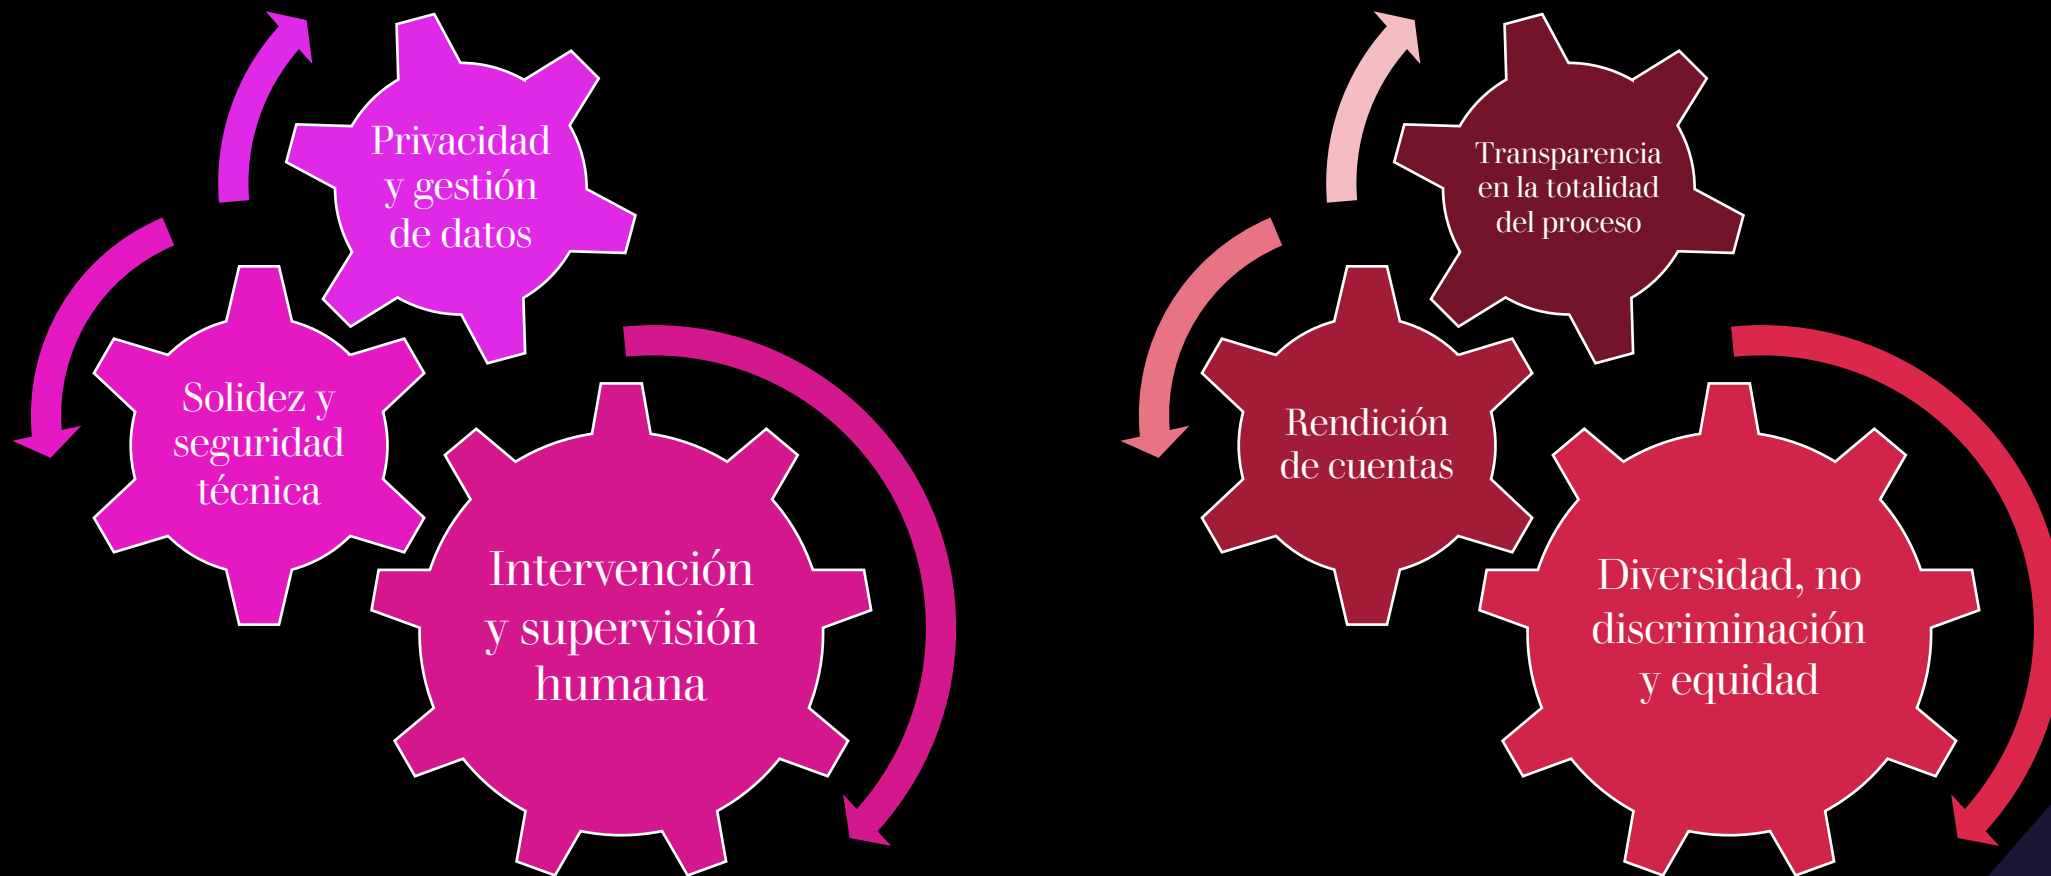 Privacidad
y gestión
de datos
Solidez y
seguridad
técnica
Intervención
y supervisión
humana
Transparencia
en la totalidad
del proceso
Rendición
de cuentas
Diversidad, no
discriminación
y equidad